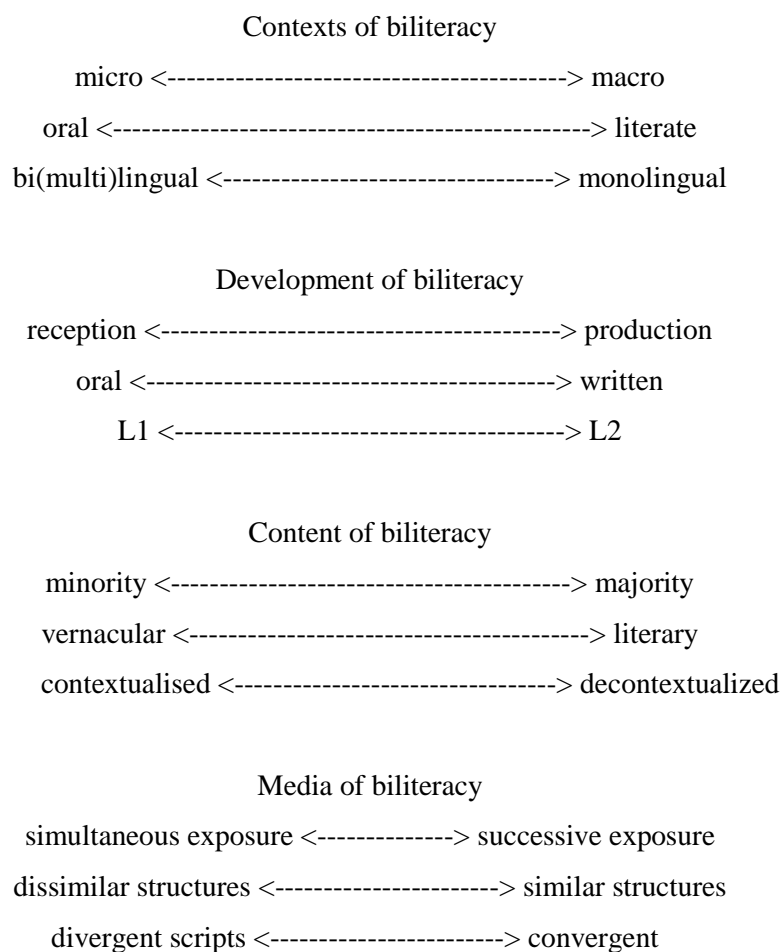 Contexts of biliteracy
micro <-----------------------------------------> macro
oral <---------------------------------------------------> literate
bi(multi)lingual <----------------------------------> monolingual
Development of biliteracy
reception <------------------------------------------> production
oral <------------------------------------------> written
L1 <----------------------------------------> L2
Content of biliteracy
minority <------------------------------------------> majority
vernacular <-----------------------------------------> literary
contextualised <---------------------------------> decontextualized
Media of biliteracy
simultaneous exposure <--------------> successive exposure
dissimilar structures <-----------------------> similar structures
divergent scripts <------------------------> convergent